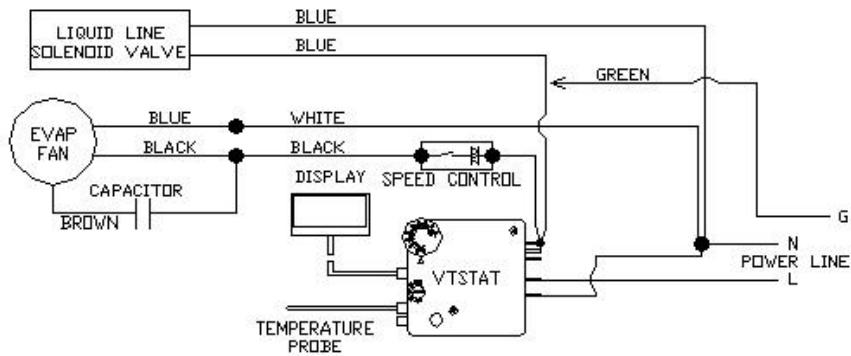 BLUE
LIQUID LINE
SOLENOID VALVE
BLUE
GREEN
BLUE
WHITE
EVAP
FAN
BLACK
BLACK
DISPLAY
SPEED CONTROL
CAPACITOR
BROWN
G
N
POWER LINE
L
VTSTAT
TEMPERATURE
PROBE